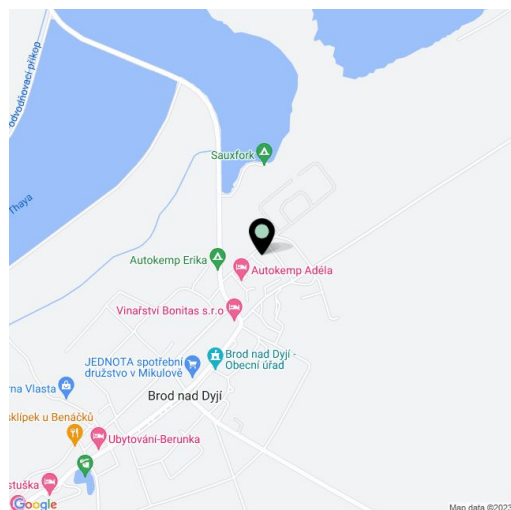 odvodňovací příkop
Thaya
Sauxfork
Autokemp Erika
Autokemp Adéla
Vinařství Bonitas s.r.o
JEDNOTA spotřební
družstvo v Mikulově
Brod nad Dyjí -
Obecní úřad
rna Vlasta
Brod nad Dyjí
sklípek u Benáčků
Ubytování-Berunka
stuška
Google
Map data ©2023